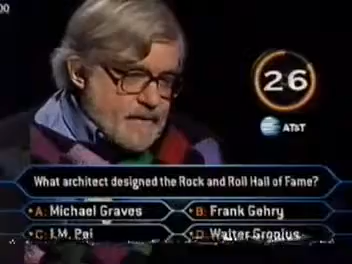 00
26
AT&T
What architect designed the Rock and Roll Hall of Fame?
A: Michael Graves
B: Frank Gehry
C: I.M. Pei
D: Walter Gropius